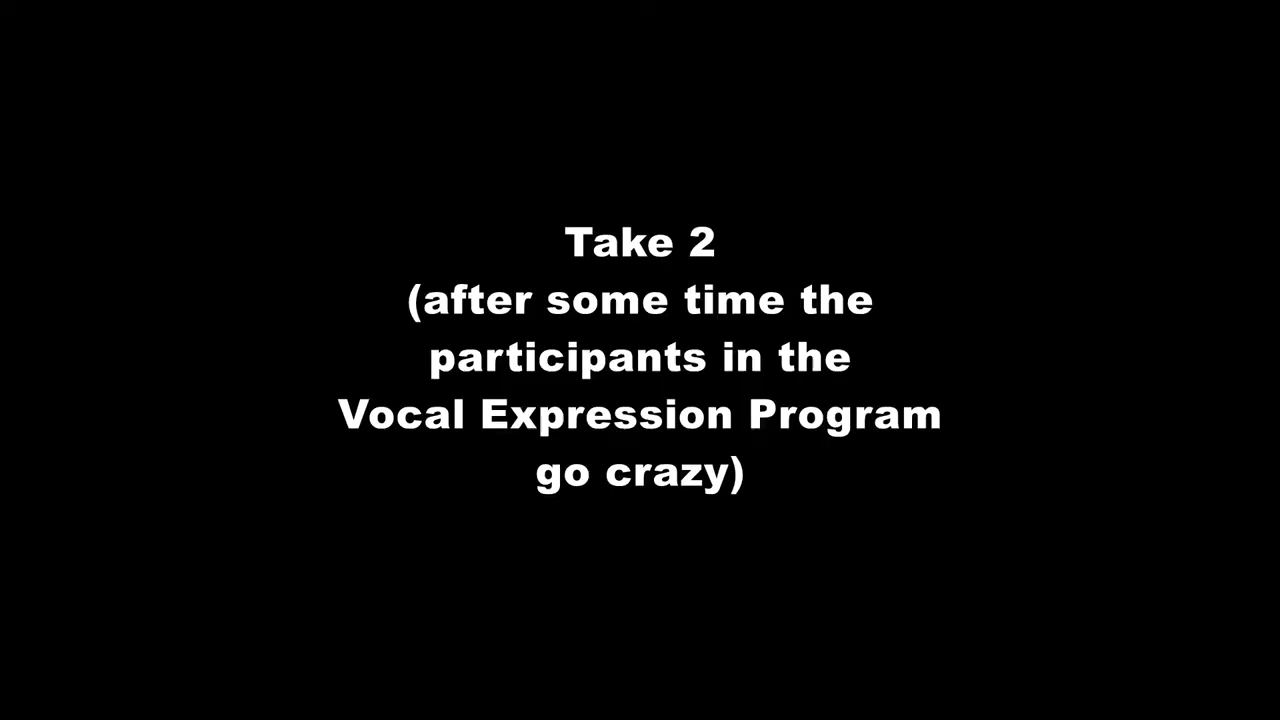 Take 2
(after some time the
participants in the
Vocal Expression Program
go crazy)